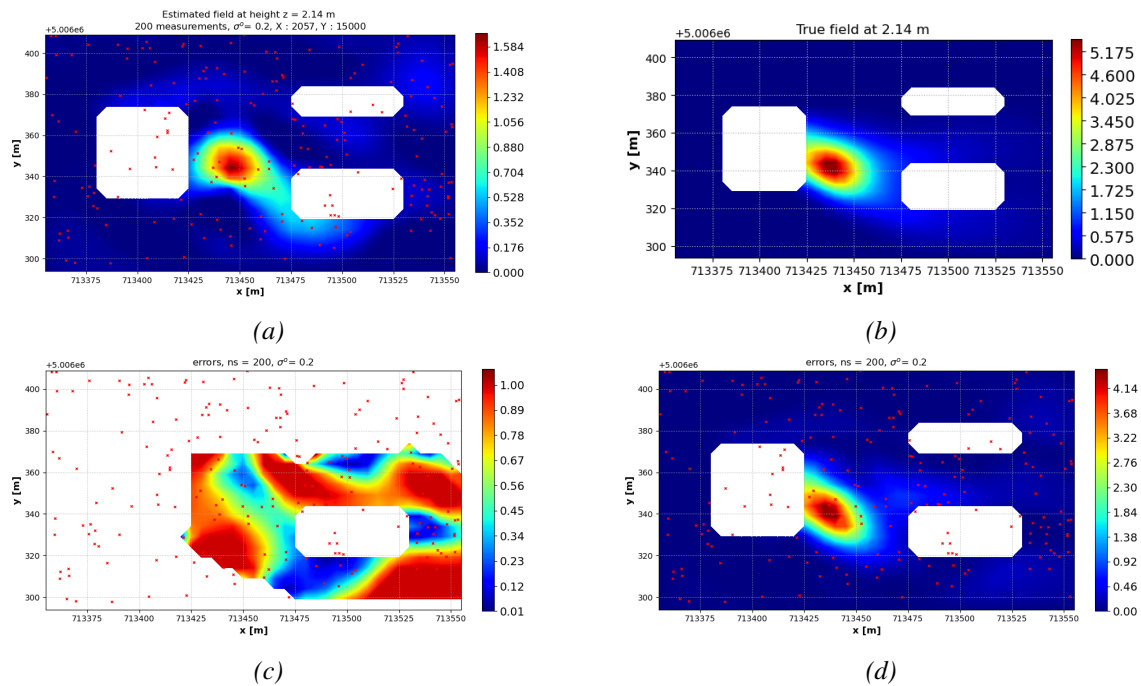 Estimated field at height z = 2.14 m
200 measurements, σ⁰= 0.2, X : 2057, Y : 15000
+5.006e6
400
380
360
340
320
300
y [m]
713375 713400 713425 713450 713475 713500 713525 713550
x [m]
1.584
1.408
1.232
1.056
0.880
0.704
0.528
0.352
0.176
0.000
(a)
True field at 2.14 m
+5.006e6
400
380
360
340
320
300
y [m]
713375 713400 713425 713450 713475 713500 713525 713550
x [m]
5.175
4.600
4.025
3.450
2.875
2.300
1.725
1.150
0.575
0.000
(b)
errors, ns = 200, σ⁰= 0.2
+5.006e6
400
380
360
340
320
300
y [m]
713375 713400 713425 713450 713475 713500 713525 713550
x [m]
1.00
0.89
0.78
0.67
0.56
0.45
0.34
0.23
0.12
0.01
(c)
errors, ns = 200, σ⁰= 0.2
+5.006e6
400
380
360
340
320
300
y [m]
713375 713400 713425 713450 713475 713500 713525 713550
x [m]
4.14
3.68
3.22
2.76
2.30
1.84
1.38
0.92
0.46
0.00
(d)